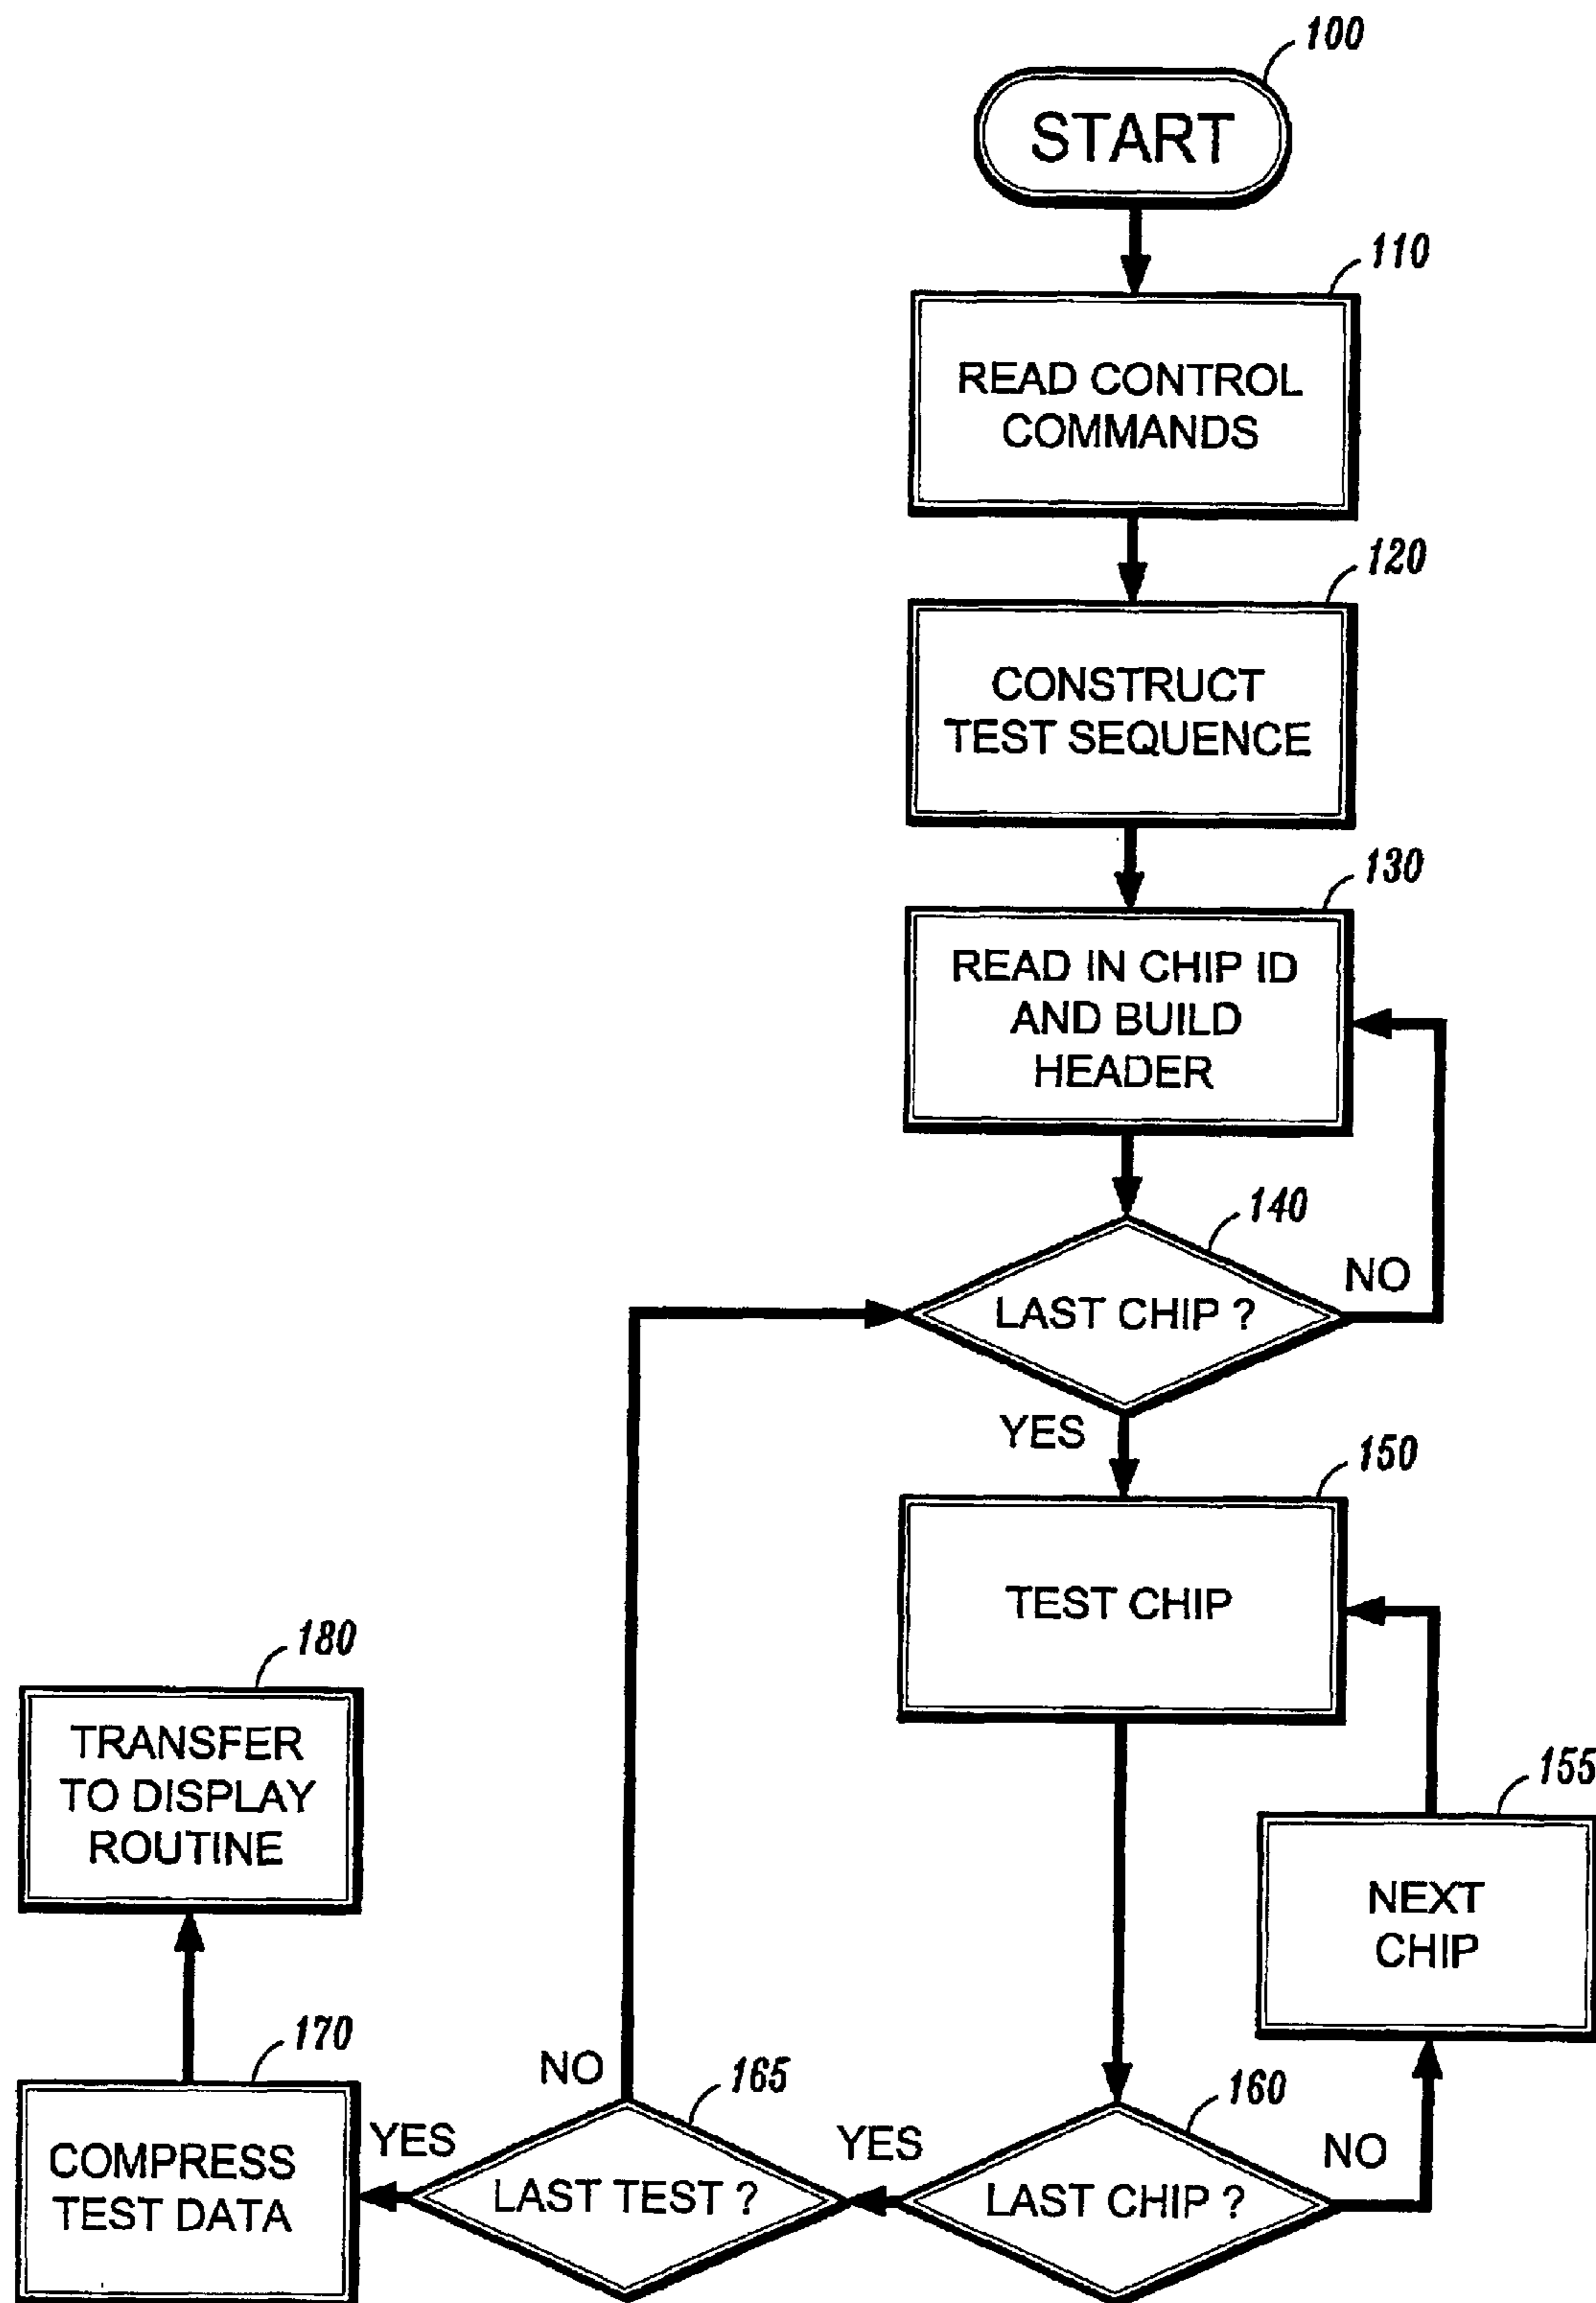 100
START
110
READ CONTROL
COMMANDS
120
CONSTRUCT
TEST SEQUENCE
130
READ IN CHIP ID
AND BUILD
HEADER
140
LAST CHIP ?
NO
YES
150
TEST CHIP
155
NEXT
CHIP
160
LAST CHIP ?
NO
YES
165
LAST TEST ?
NO
YES
170
COMPRESS
TEST DATA
180
TRANSFER
TO DISPLAY
ROUTINE